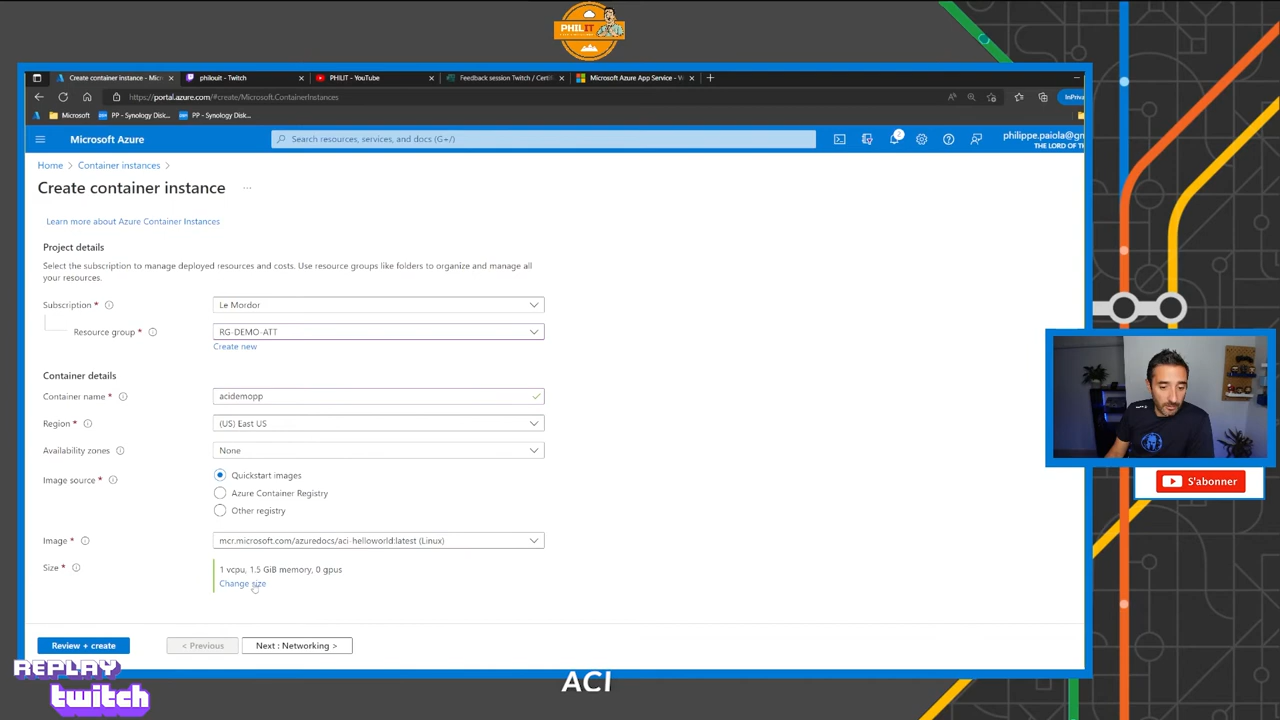 PHILIT
Create container instance - Micr
philouit - Twitch
PHILIT - YouTube
Feedback session Twitch / Certif
Microsoft Azure App Service - V
https://portal.azure.com/#create/Microsoft.ContainerInstances
InPriva
Microsoft
PP - Synology Disk...
PP - Synology Disk...
Microsoft Azure
Search resources, services, and docs (G+/)
2
philippe.paiola@gm
THE LORD OF TH
Home > Container instances >
Create container instance
...
Learn more about Azure Container Instances
Project details
Select the subscription to manage deployed resources and costs. Use resource groups like folders to organize and manage all
your resources.
Subscription *
Le Mordor
Resource group *
RG-DEMO-ATT
Create new
Container details
Container name *
acidemopp
Region *
(US) East US
Availability zones
None
Image source *
Quickstart images
Azure Container Registry
Other registry
Image *
mcr.microsoft.com/azuredocs/aci-helloworld:latest (Linux)
Size *
1 vcpu, 1.5 GiB memory, 0 gpus
Change size
Review + create
< Previous
Next : Networking >
S'abonner
REPLAY
twitch
ACI